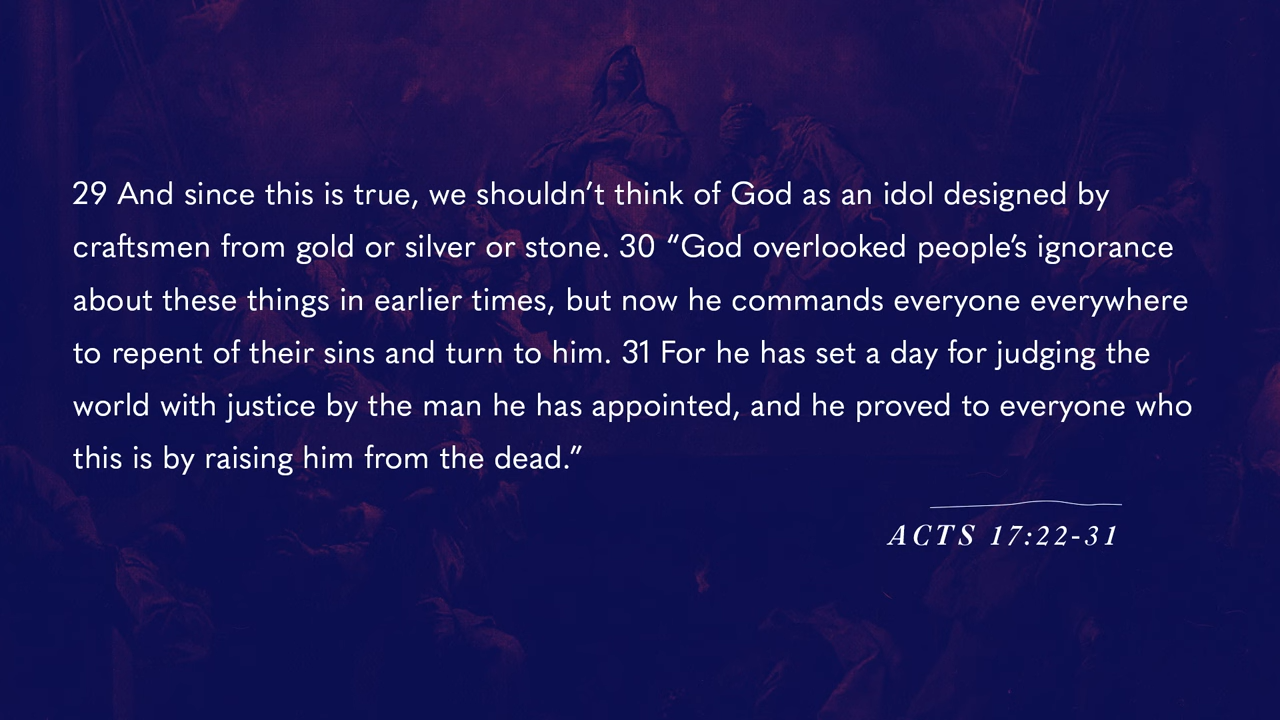 29 And since this is true, we shouldn’t think of God as an idol designed by
craftsmen from gold or silver or stone. 30 “God overlooked people’s ignorance
about these things in earlier times, but now he commands everyone everywhere
to repent of their sins and turn to him. 31 For he has set a day for judging the
world with justice by the man he has appointed, and he proved to everyone who
this is by raising him from the dead.”
ACTS 17:22-31